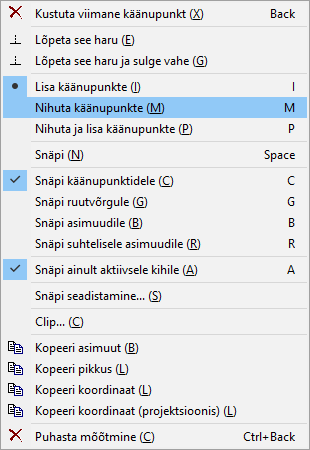 Kustuta viimane käänupunkt (X) Back
Lõpeta see haru (E)
Lõpeta see haru ja sulge vahe (G)
Lisa käänupunkte (I) I
Nihuta käänupunkte (M) M
Nihuta ja lisa käänupunkte (P) P
Snäpi (N) Space
Snäpi käänupunktidele (C) C
Snäpi ruutvõrgule (G) G
Snäpi asimuudile (B) B
Snäpi suhtelisele asimuudile (R) R
Snäpi ainult aktiivsele kihile (A) A
Snäpi seadistamine... (S)
Clip... (C)
Kopeeri asimuut (B)
Kopeeri pikkus (L)
Kopeeri koordinaat (L)
Kopeeri koordinaat (projektsioonis) (L)
Puhasta mõõtmine (C) Ctrl+Back